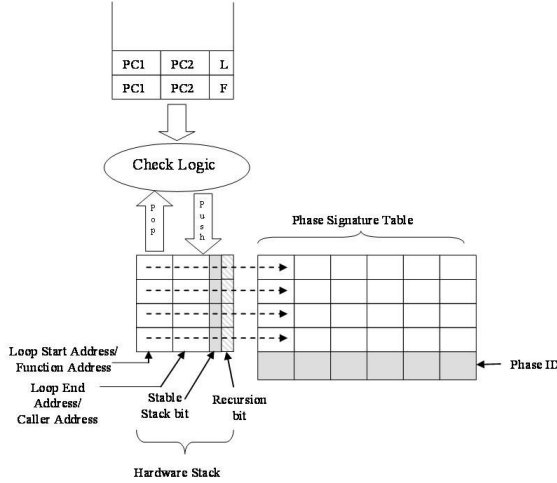 PC1 PC2 L
PC1 PC2 F
Check Logic
Pop
Push
Phase Signature Table
Loop Start Address/
Function Address
Loop End
Address/
Caller Address
Stable
Stack bit
Recursion
bit
Phase ID
Hardware Stack